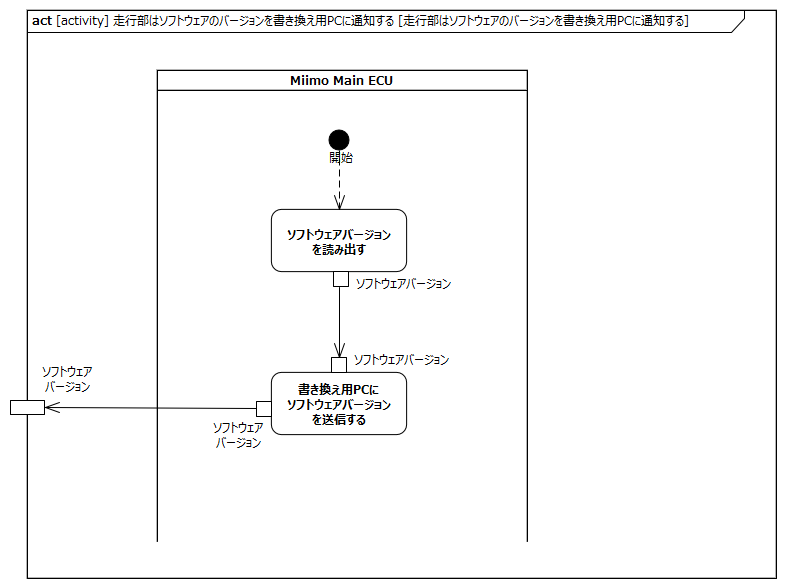 act [activity] 走行部はソフトウェアのバージョンを書き換え用PCに通知する [走行部はソフトウェアのバージョンを書き換え用PCに通知する]
Miimo Main ECU
開始
ソフトウェアバージョン
を読み出す
ソフトウェアバージョン
ソフトウェアバージョン
ソフトウェア
バージョン
書き換え用PCに
ソフトウェアバージョン
を送信する
ソフトウェア
バージョン